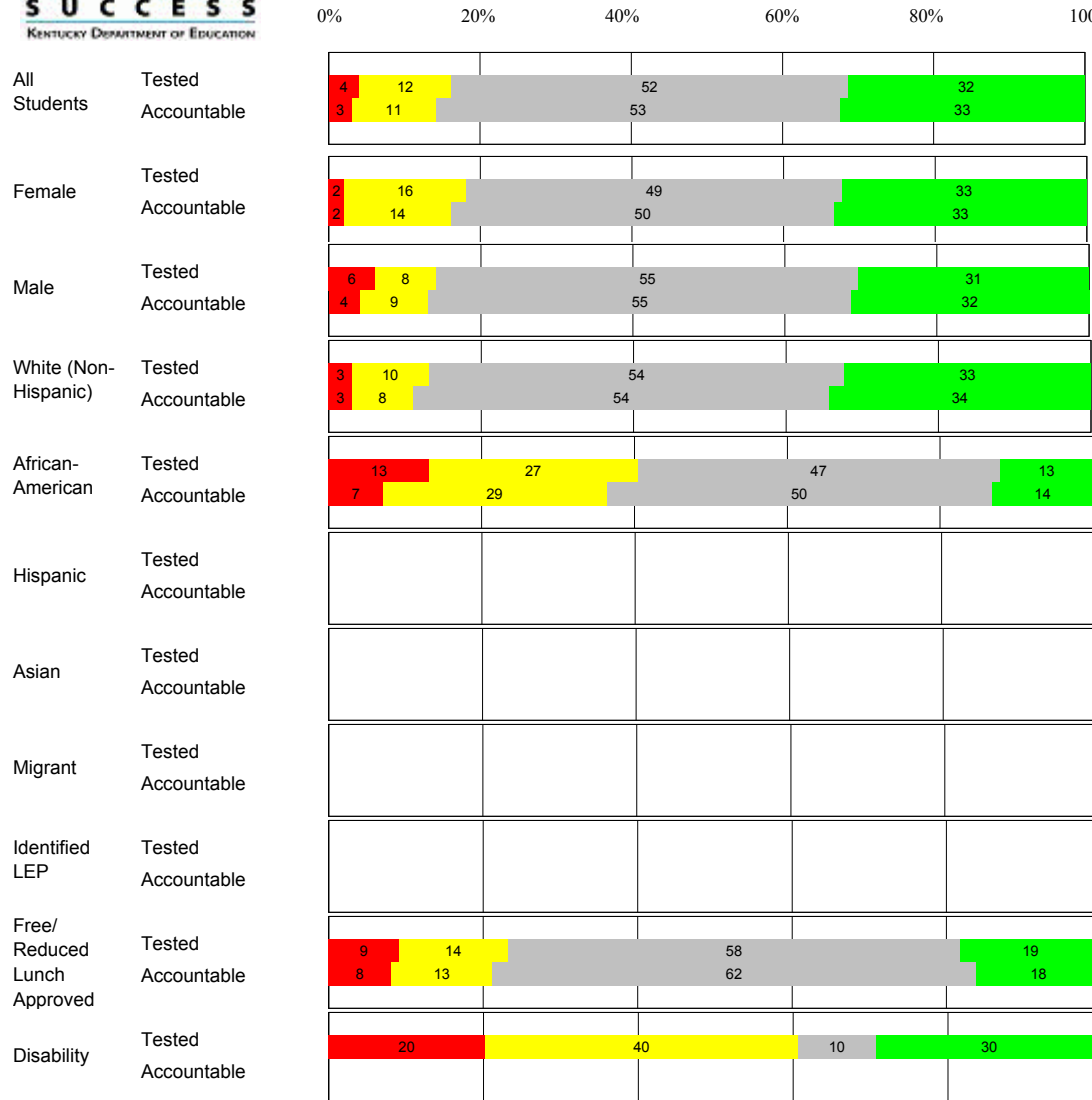 S U C C E S S
KENTUCKY DEPARTMENT OF EDUCATION
0% 20% 40% 60% 80% 100
All Students
Tested 4 12 52 32
Accountable 3 11 53 33
Female
Tested 2 16 49 33
Accountable 2 14 50 33
Male
Tested 6 8 55 31
Accountable 4 9 55 32
White (Non-
Hispanic)
Tested 3 10 54 33
Accountable 3 8 54 34
African-
American
Tested 13 27 47 13
Accountable 7 29 50 14
Hispanic
Tested
Accountable
Asian
Tested
Accountable
Migrant
Tested
Accountable
Identified
LEP
Tested
Accountable
Free/
Reduced
Lunch
Approved
Tested 9 14 58 19
Accountable 8 13 62 18
Disability
Tested 20 40 10 30
Accountable